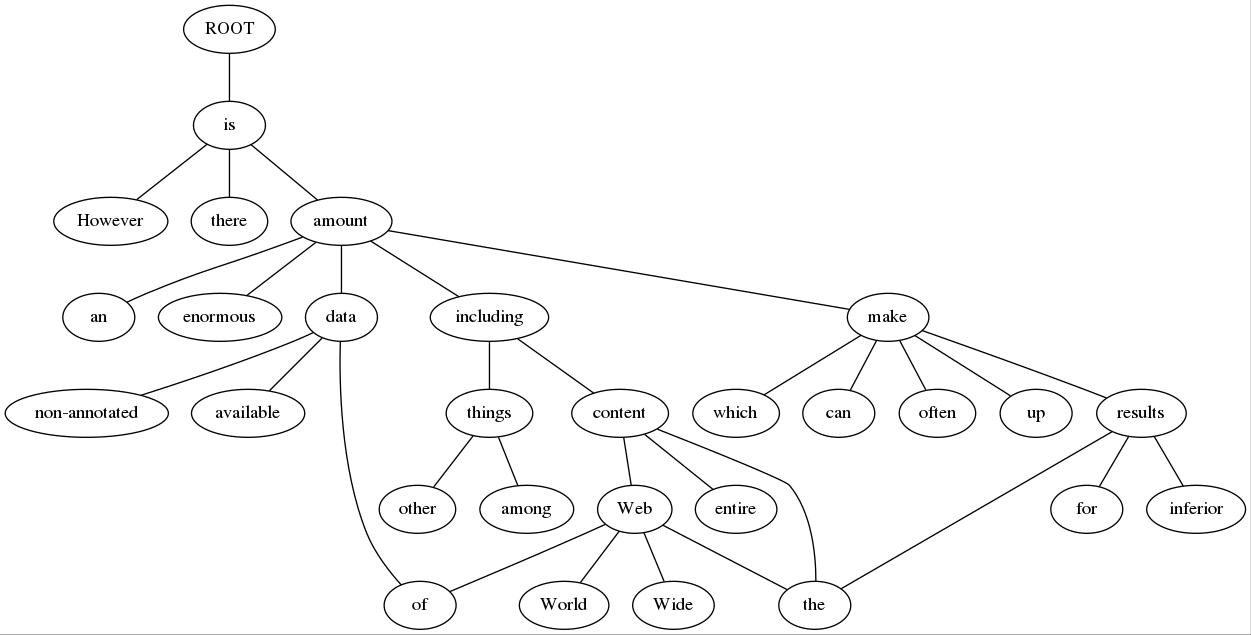 ROOT
is
However there amount
an enormous data including make
non-annotated available things content which can often up results
other among Web entire for inferior
of World Wide the